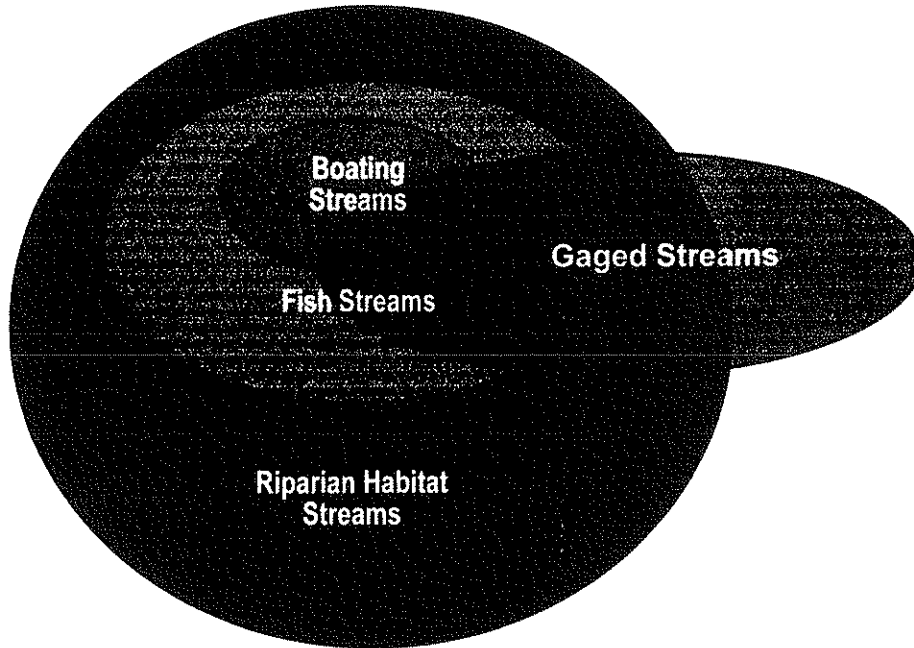 Boating
Streams
Gaged Streams
Fish Streams
Riparian Habitat
Streams